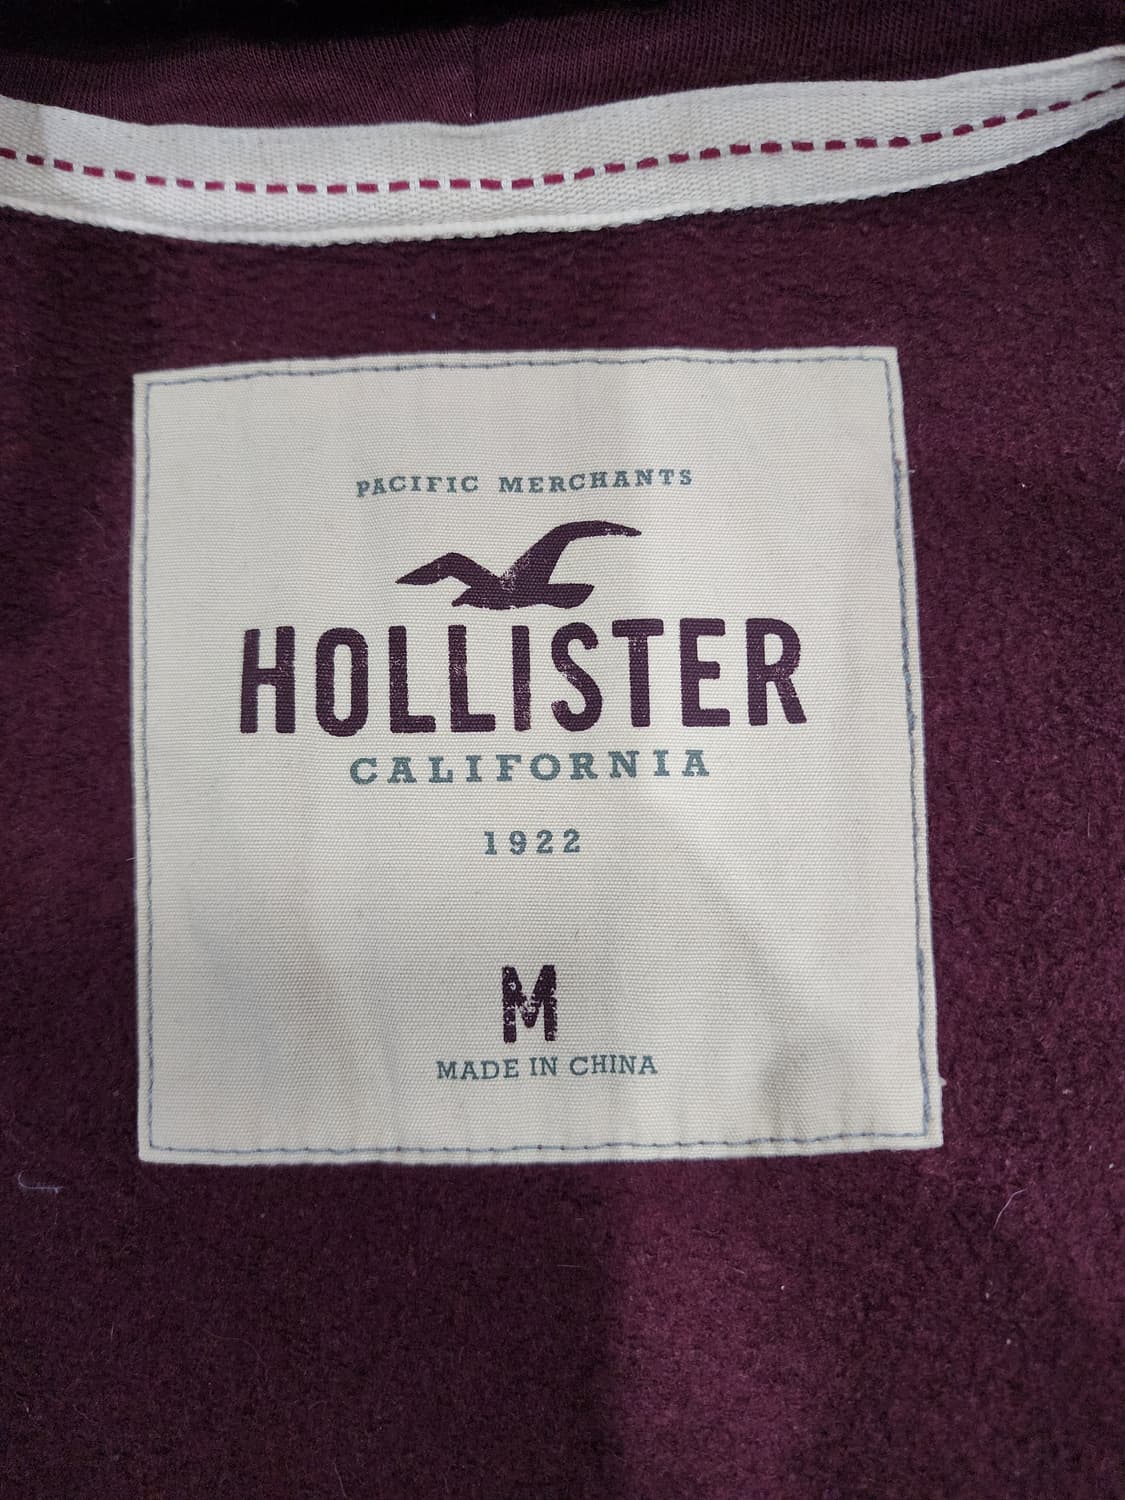 PACIFIC MERCHANTS
HOLLISTER
CALIFORNIA
1922
M
MADE IN CHINA